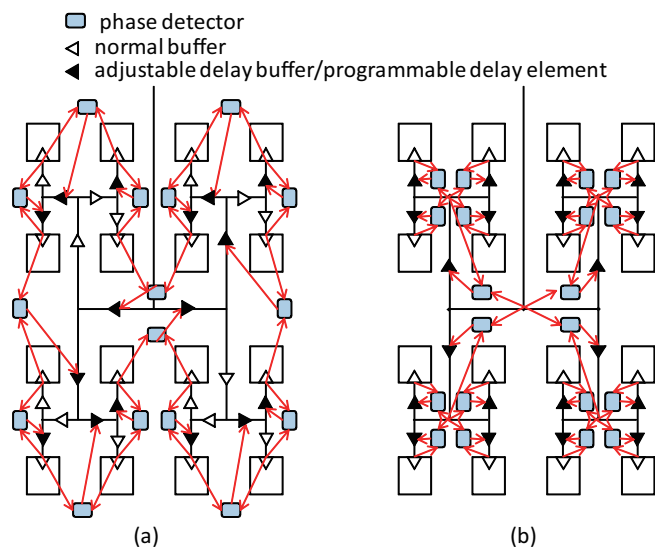 phase detector
normal buffer
adjustable delay buffer/programmable delay element
(a)
(b)